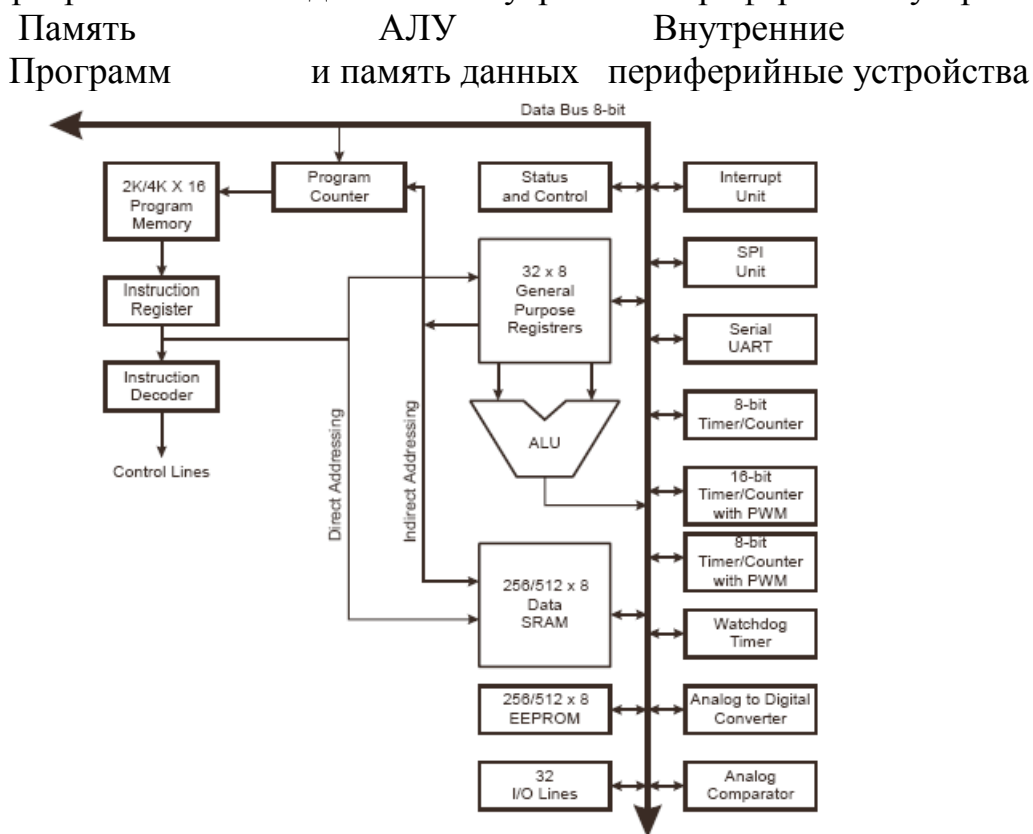 Память АЛУ Внутренние
Программ и память данных периферийные устройства
Data Bus 8-bit
2K/4K X 16
Program
Memory
Program
Counter
Status
and Control
Interrupt
Unit
Instruction
Register
32 x 8
General
Purpose
Registrers
SPI
Unit
Serial
UART
Instruction
Decoder
Control Lines
Direct Addressing
Indirect Addressing
ALU
8-bit
Timer/Counter
16-bit
Timer/Counter
with PWM
8-bit
Timer/Counter
with PWM
256/512 x 8
Data
SRAM
Watchdog
Timer
256/512 x 8
EEPROM
Analog to Digital
Converter
32
I/O Lines
Analog
Comparator